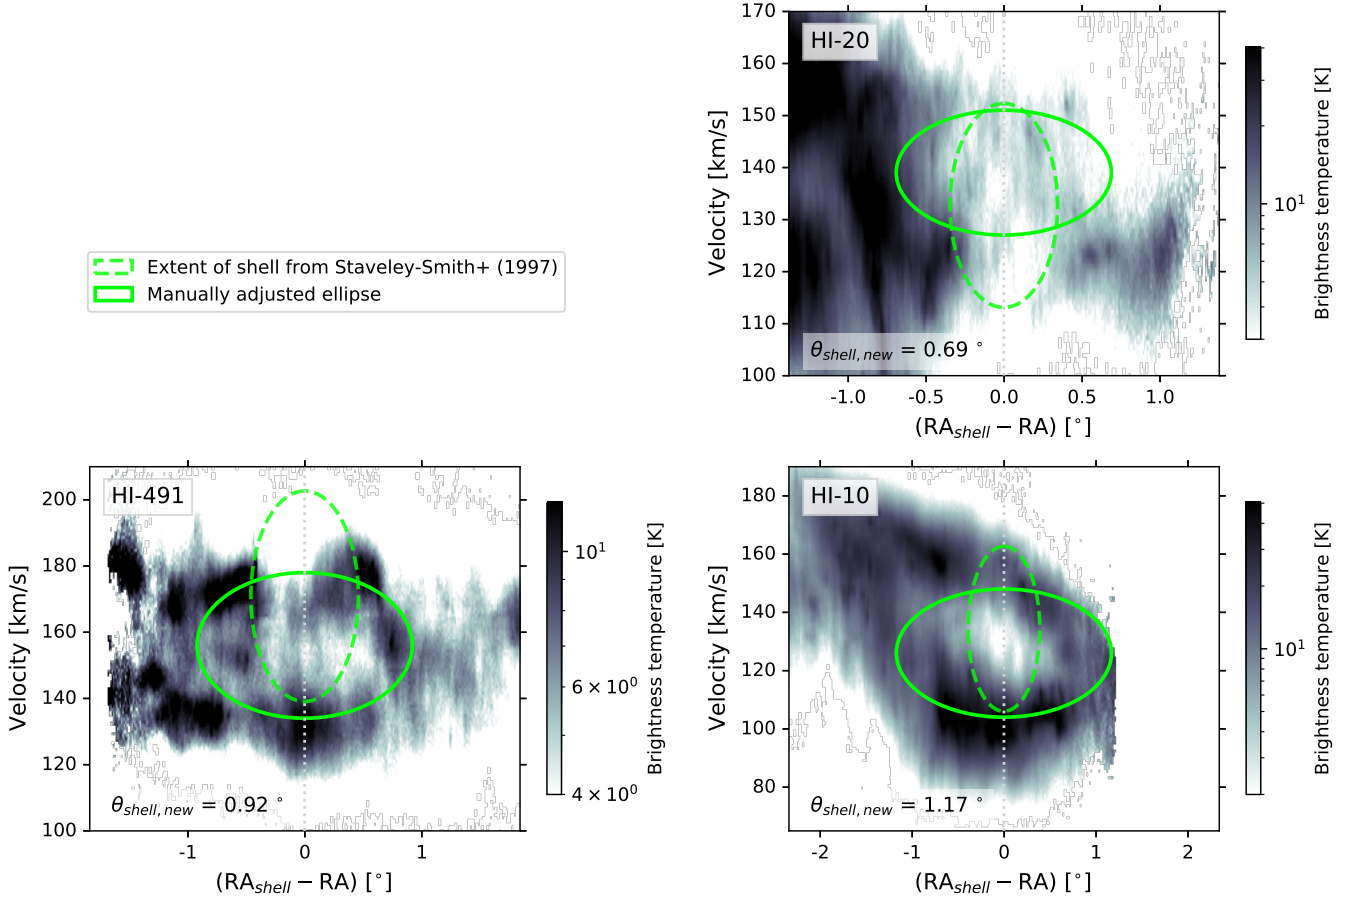 Extent of shell from Staveley-Smith+ (1997)
Manually adjusted ellipse
HI-20
170
160
150
140
130
120
110
100
Velocity [km/s]
θshell, new = 0.69 °
-1.0 -0.5 0.0 0.5 1.0
(RAshell − RA) [°]
10¹
Brightness temperature [K]
HI-491
200
180
160
140
120
100
Velocity [km/s]
θshell, new = 0.92 °
-1 0 1
(RAshell − RA) [°]
10¹
6 × 10⁰
4 × 10⁰
Brightness temperature [K]
HI-10
180
160
140
120
100
80
Velocity [km/s]
θshell, new = 1.17 °
-2 -1 0 1 2
(RAshell − RA) [°]
10¹
Brightness temperature [K]